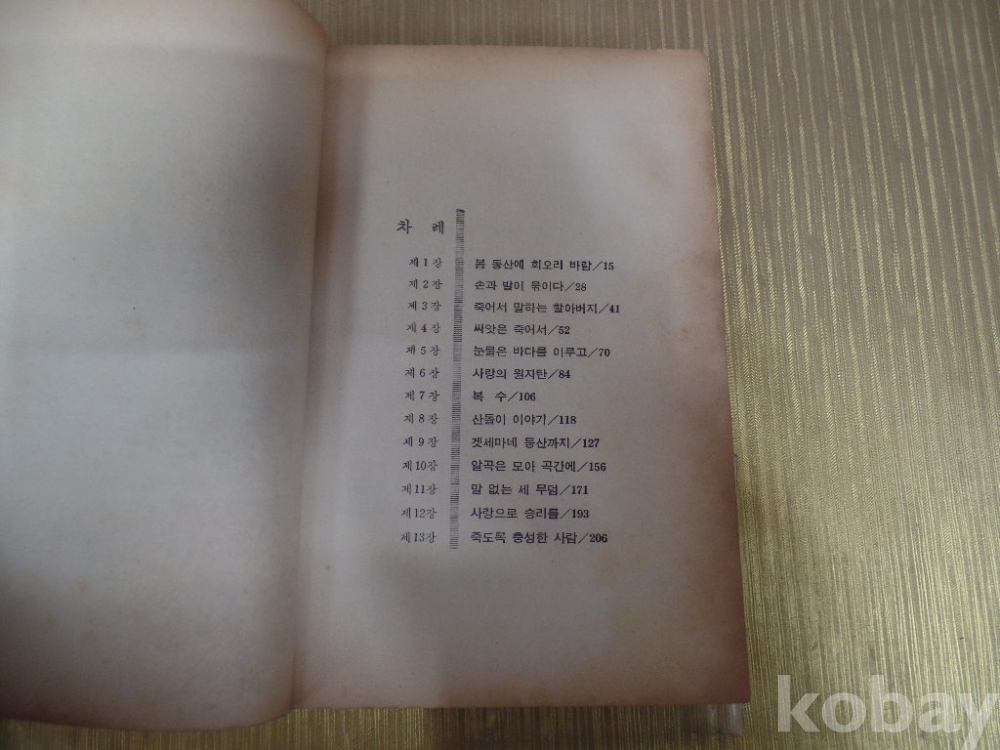 차 례
제 1 장 봄 동산에 회오리 바람/15
제 2 장 손과 발이 묶이다/28
제 3 장 죽어서 말하는 할아버지/41
제 4 장 씨앗은 죽어서/52
제 5 장 눈물은 바다를 이루고/70
제 6 장 사랑의 원자탄/84
제 7 장 복 수/106
제 8 장 산돌이 이야기/118
제 9 장 겟세마네 동산까지/127
제10장 알곡은 모아 곡간에/156
제11장 말 없는 세 무덤/171
제12장 사랑으로 승리를/193
제13장 죽도록 충성한 사람/206
kobay